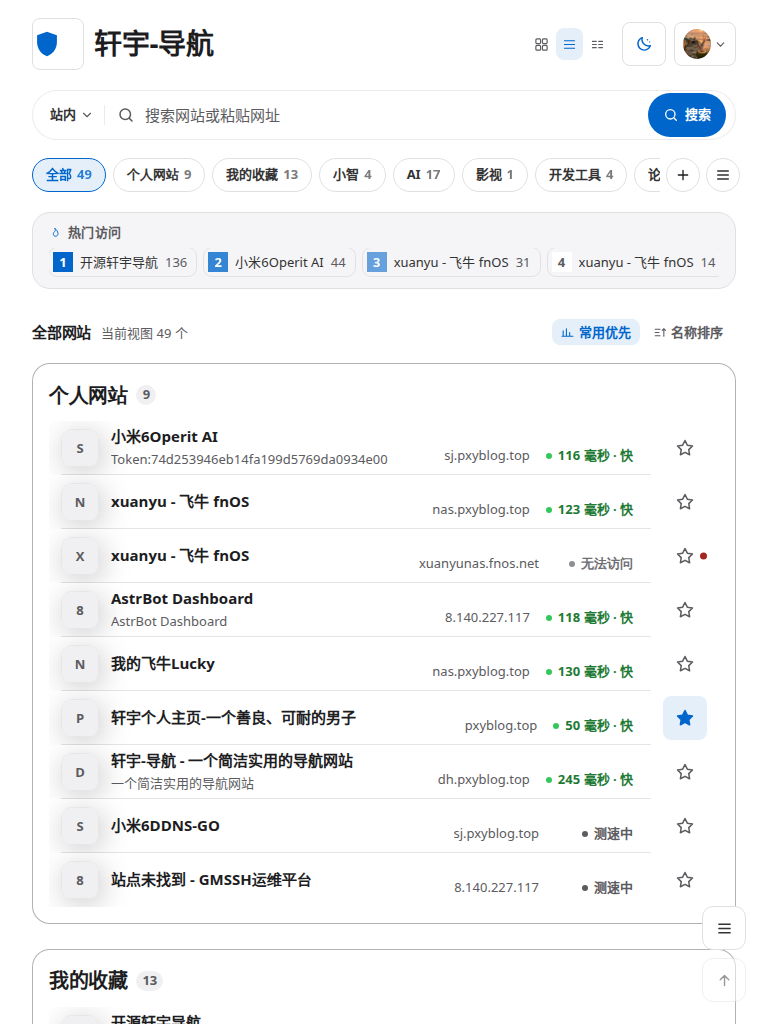 轩宇-导航
站内 搜索网站或粘贴网址 搜索
全部 49 个人网站 9 我的收藏 13 小智 4 AI 17 影视 1 开发工具 4 论
热门访问
1 开源轩宇导航 136 2 小米6Operit AI 44 3 xuanyu - 飞牛 fnOS 31 4 xuanyu - 飞牛 fnOS 14
全部网站 当前视图 49 个 常用优先 名称排序
个人网站 9
S 小米6Operit AI
Token:74d253946eb14fa199d5769da0934e00 sj.pxyblog.top 116 毫秒 · 快
N xuanyu - 飞牛 fnOS nas.pxyblog.top 123 毫秒 · 快
X xuanyu - 飞牛 fnOS xuanyunas.fnos.net 无法访问
8 AstrBot Dashboard
AstrBot Dashboard 8.140.227.117 118 毫秒 · 快
N 我的飞牛Lucky nas.pxyblog.top 130 毫秒 · 快
P 轩宇个人主页-一个善良、可耐的男子 pxyblog.top 50 毫秒 · 快
D 轩宇-导航 - 一个简洁实用的导航网站
一个简洁实用的导航网站 dh.pxyblog.top 245 毫秒 · 快
S 小米6DDNS-GO sj.pxyblog.top 测速中
8 站点未找到 - GMSSH运维平台 8.140.227.117 测速中
我的收藏 13
开源轩宇导航